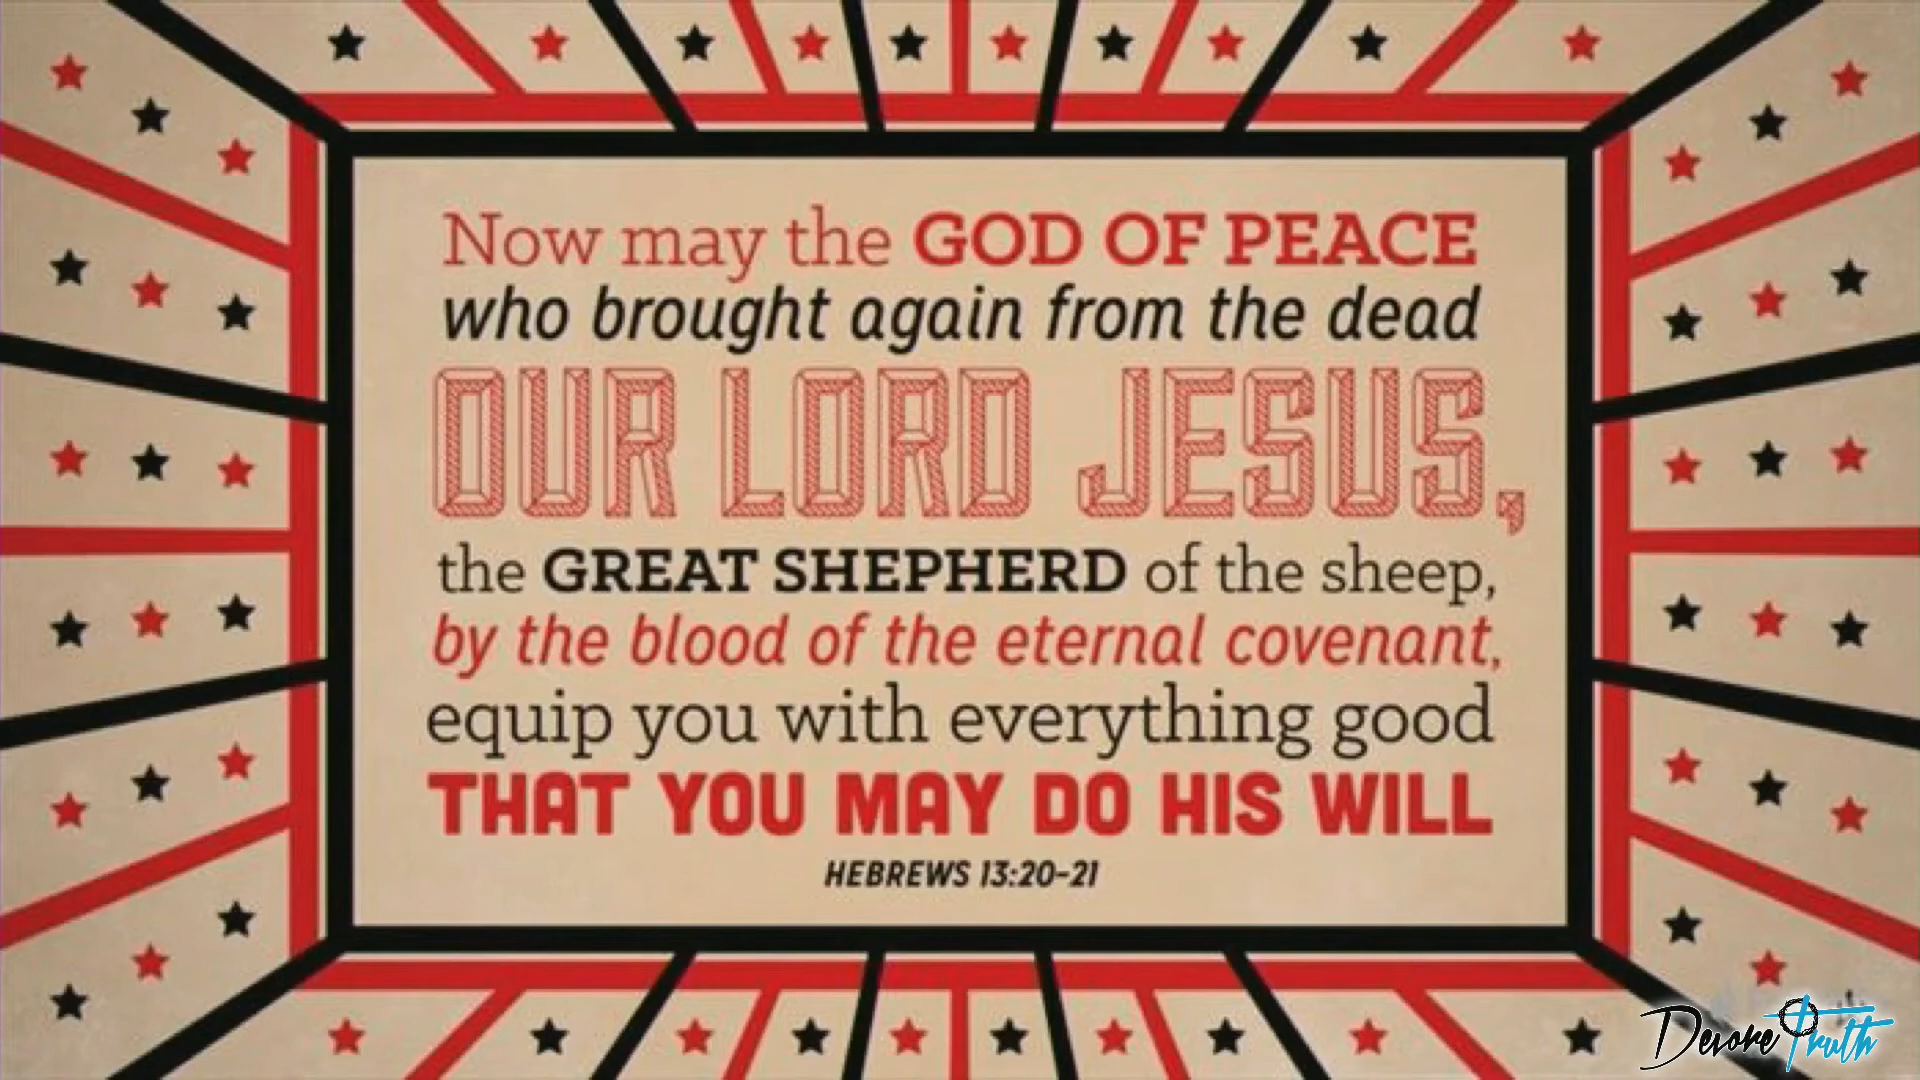 Now may the GOD OF PEACE
who brought again from the dead
OUR LORD JESUS,
the GREAT SHEPHERD of the sheep,
by the blood of the eternal covenant,
equip you with everything good
THAT YOU MAY DO HIS WILL
HEBREWS 13:20-21
Devore Truth